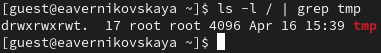 [guest@eavernikovskaya ~]$ ls -l / | grep tmp
drwxrwxrwt.  17 root root 4096 Apr 16 15:39 tmp
[guest@eavernikovskaya ~]$